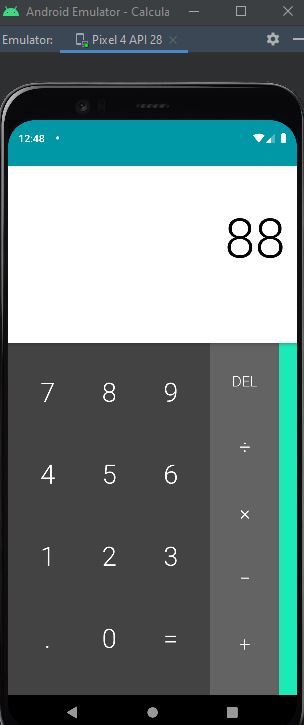 Android Emulator - Calcula
Emulator: Pixel 4 API 28
12:48
88
7 8 9 DEL
÷
4 5 6
×
1 2 3
−
. 0 = +